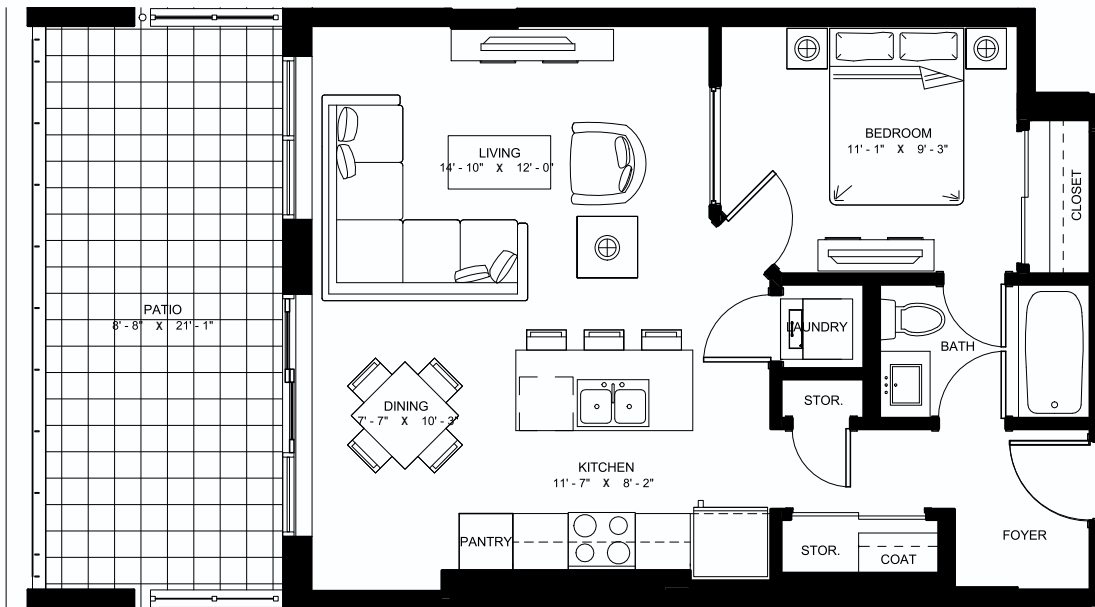 BEDROOM
11' - 1" X 9' - 3"
LIVING
14' - 10" X 12' - 0"
CLOSET
PATIO
8' - 8" X 21' - 1"
LAUNDRY
BATH
STOR.
DINING
7' - 7" X 10' - 3"
KITCHEN
11' - 7" X 8' - 2"
FOYER
PANTRY
STOR.
COAT